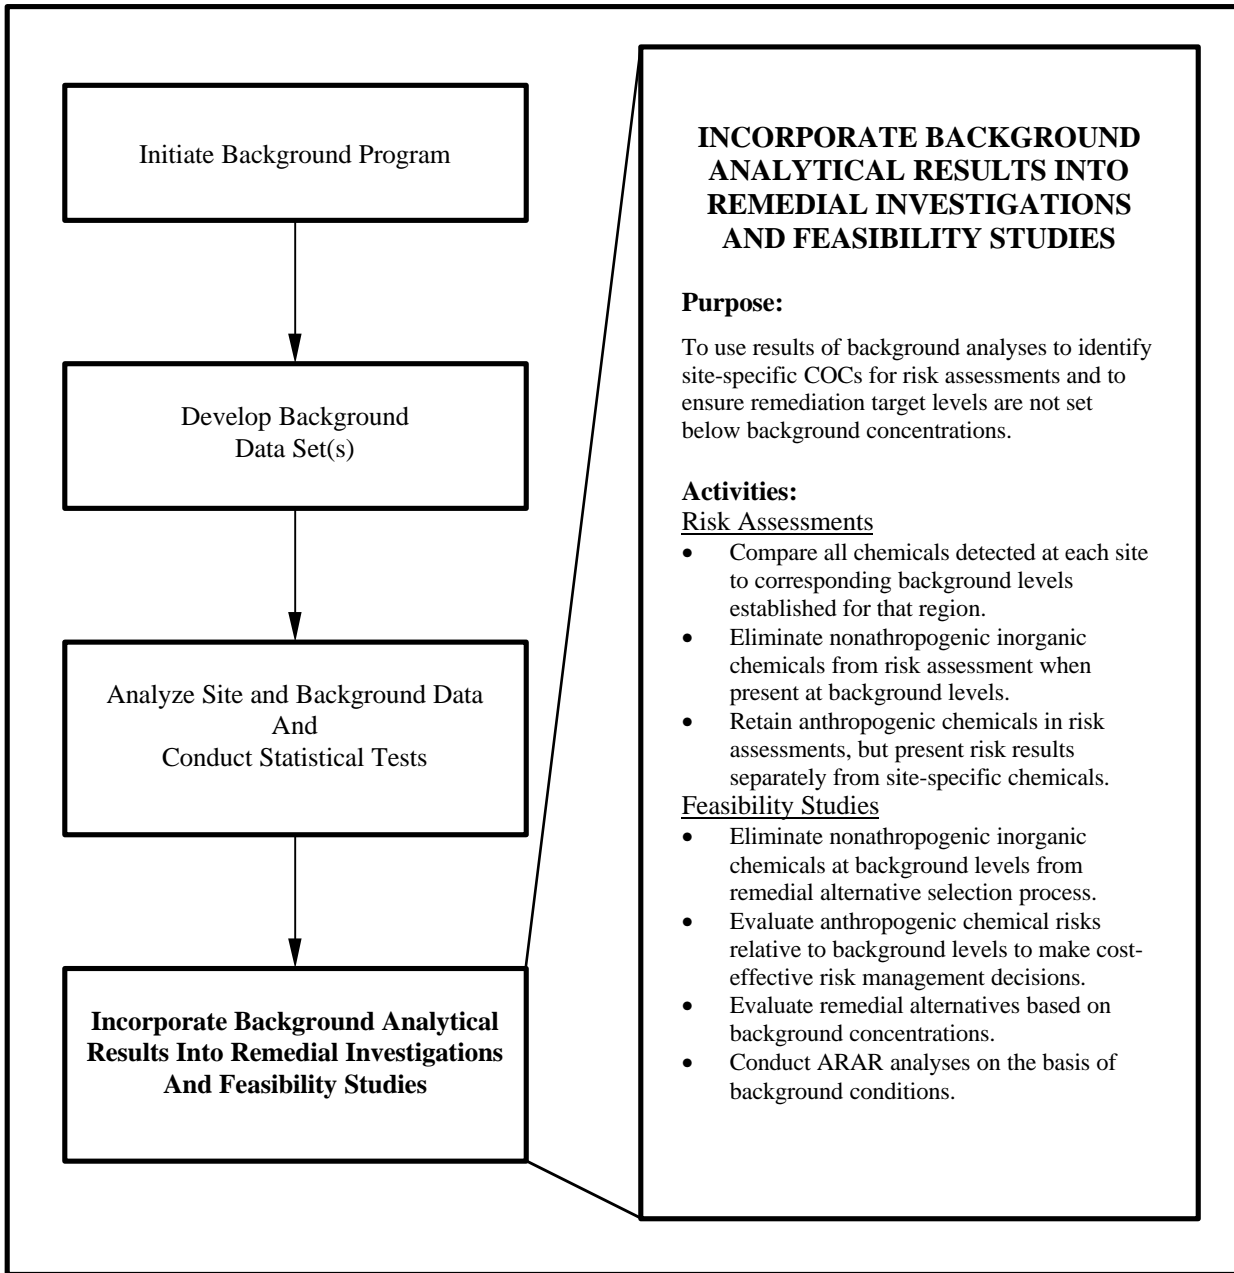 Initiate Background Program
Develop Background
Data Set(s)
Analyze Site and Background Data
And
Conduct Statistical Tests
Incorporate Background Analytical
Results Into Remedial Investigations
And Feasibility Studies
INCORPORATE BACKGROUND
ANALYTICAL RESULTS INTO
REMEDIAL INVESTIGATIONS
AND FEASIBILITY STUDIES
Purpose:
To use results of background analyses to identify
site-specific COCs for risk assessments and to
ensure remediation target levels are not set
below background concentrations.
Activities:
Risk Assessments
• Compare all chemicals detected at each site
to corresponding background levels
established for that region.
• Eliminate nonathropogenic inorganic
chemicals from risk assessment when
present at background levels.
• Retain anthropogenic chemicals in risk
assessments, but present risk results
separately from site-specific chemicals.
Feasibility Studies
• Eliminate nonathropogenic inorganic
chemicals at background levels from
remedial alternative selection process.
• Evaluate anthropogenic chemical risks
relative to background levels to make cost-
effective risk management decisions.
• Evaluate remedial alternatives based on
background concentrations.
• Conduct ARAR analyses on the basis of
background conditions.